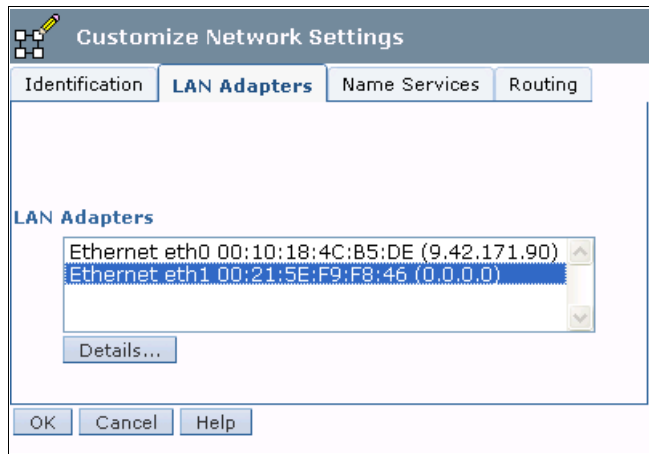 Customize Network Settings
Identification LAN Adapters Name Services Routing
LAN Adapters
Ethernet eth0 00:10:18:4C:B5:DE (9.42.171.90)
Ethernet eth1 00:21:5E:F9:F8:46 (0.0.0.0)
Details...
OK Cancel Help